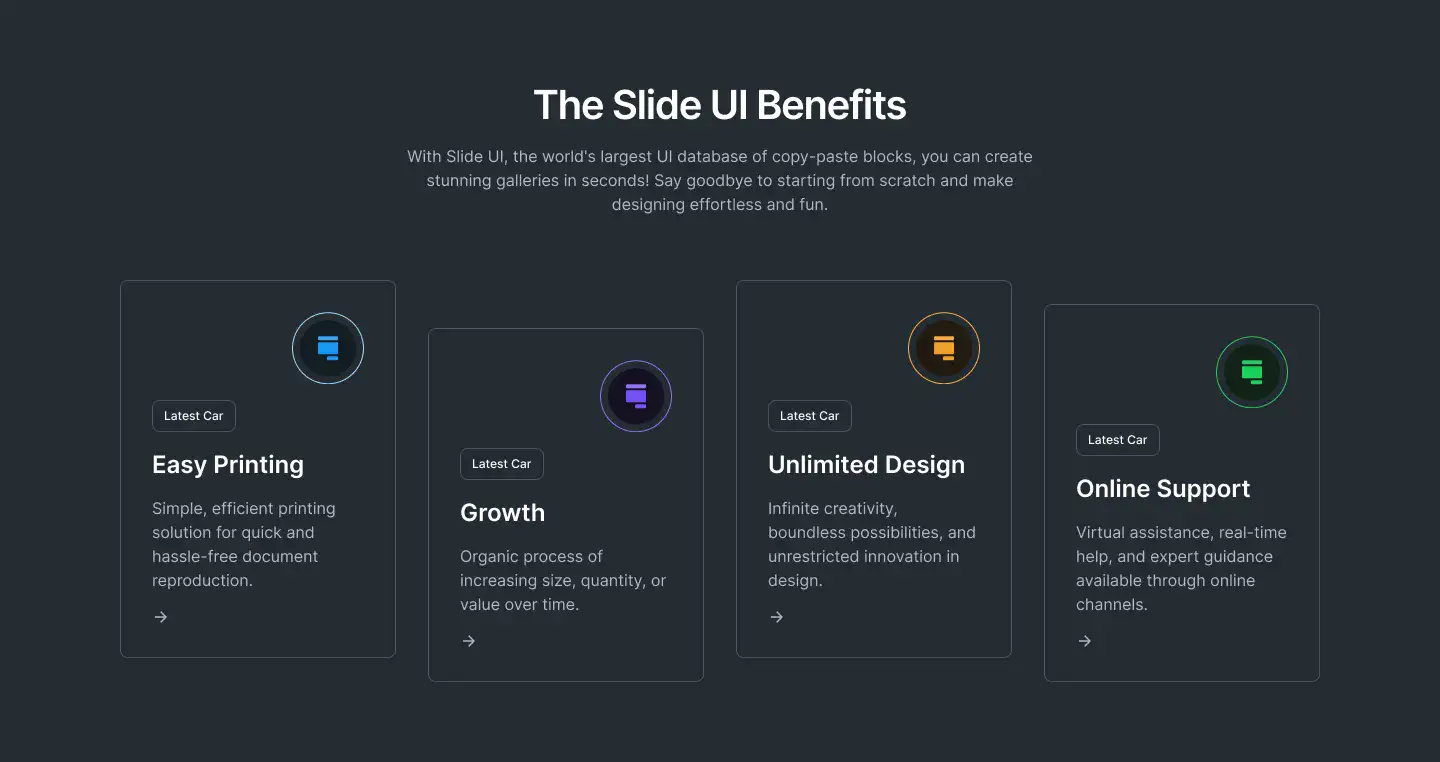 The Slide UI Benefits
With Slide UI, the world's largest UI database of copy-paste blocks, you can create
stunning galleries in seconds! Say goodbye to starting from scratch and make
designing effortless and fun.
Latest Car
Easy Printing
Simple, efficient printing
solution for quick and
hassle-free document
reproduction.
Latest Car
Growth
Organic process of
increasing size, quantity, or
value over time.
Latest Car
Unlimited Design
Infinite creativity,
boundless possibilities, and
unrestricted innovation in
design.
Latest Car
Online Support
Virtual assistance, real-time
help, and expert guidance
available through online
channels.